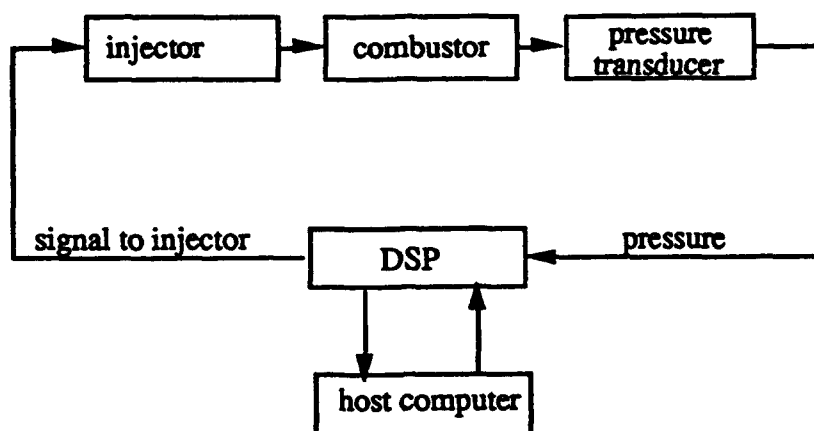 injector
combustor
pressure
transducer
signal to injector
DSP
pressure
host computer